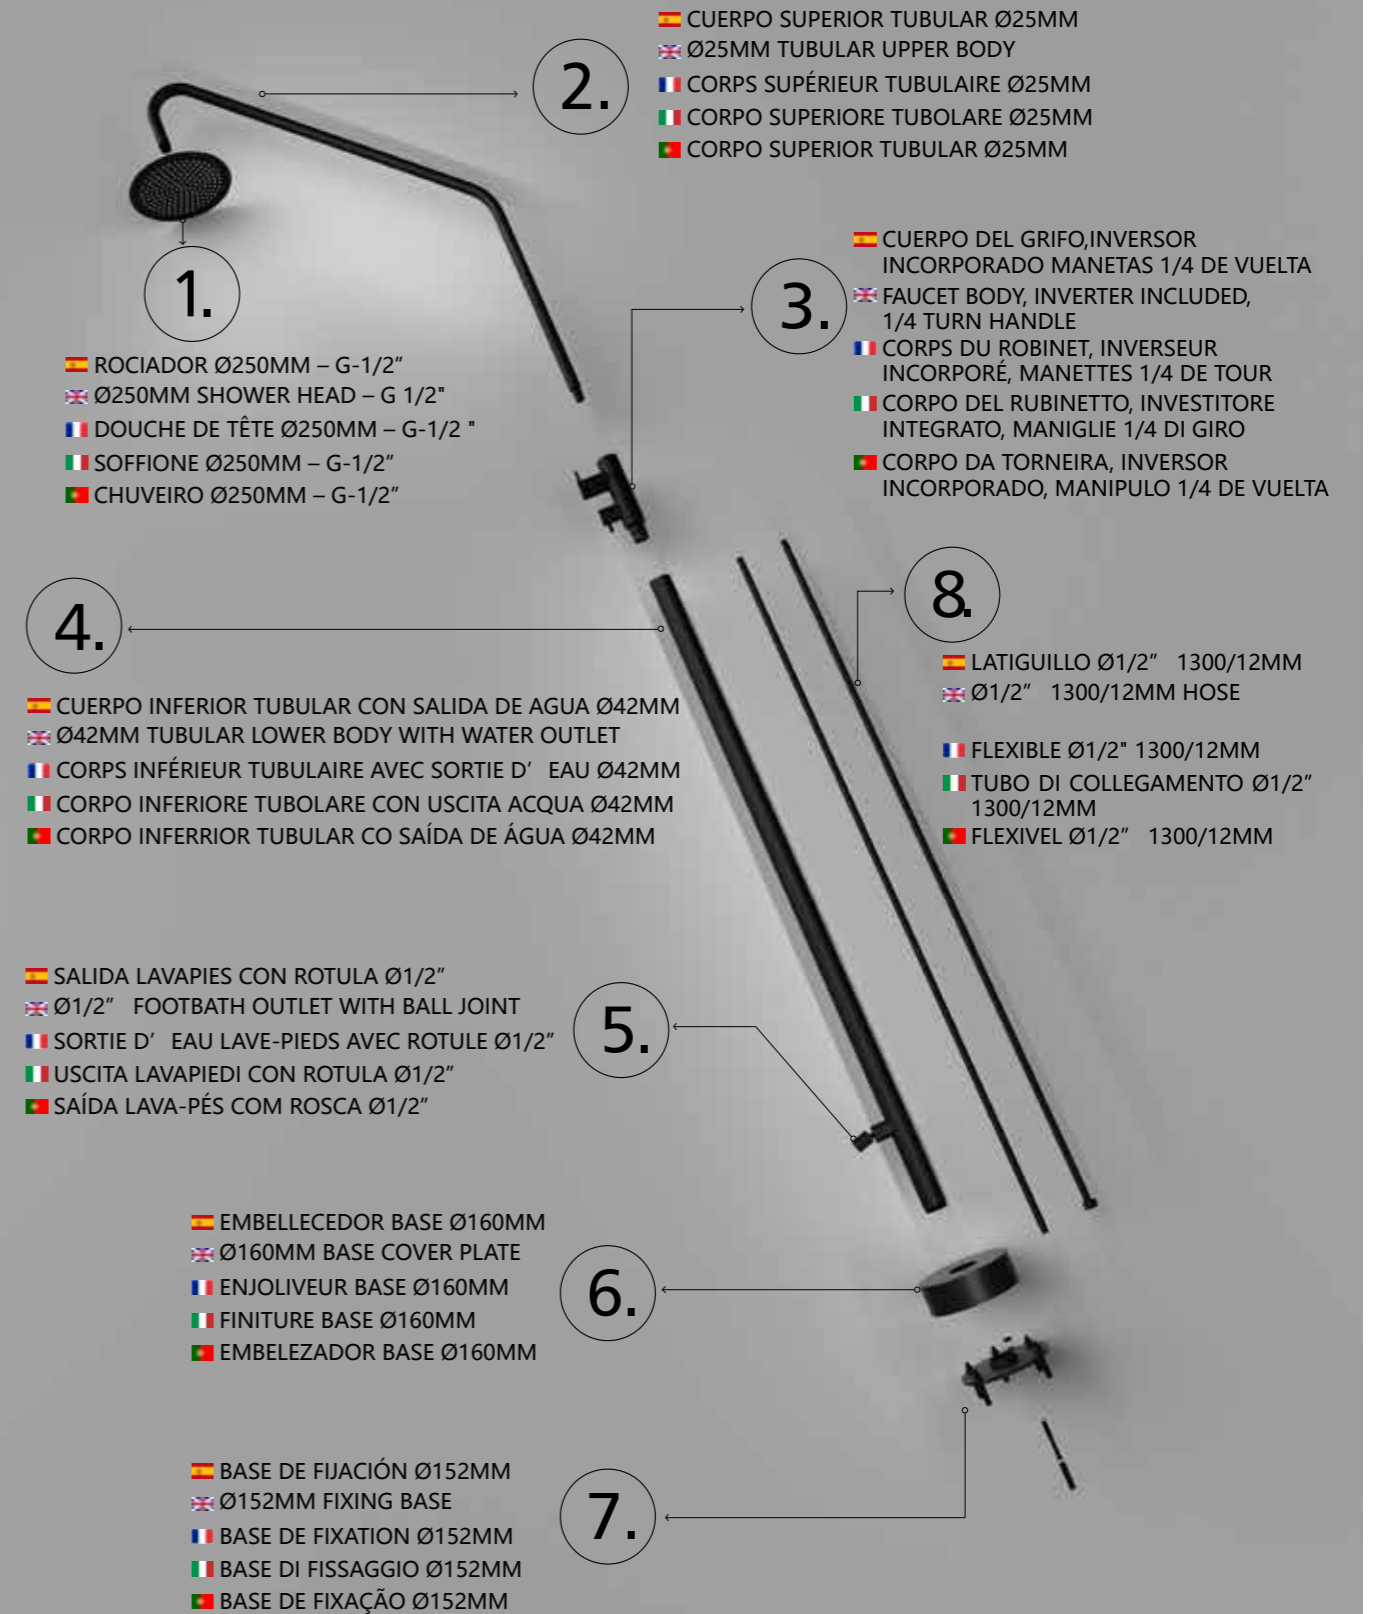 CUERPO SUPERIOR TUBULAR Ø25MM
Ø25MM TUBULAR UPPER BODY
CORPS SUPÉRIEUR TUBULAIRE Ø25MM
CORPO SUPERIORE TUBOLARE Ø25MM
CORPO SUPERIOR TUBULAR Ø25MM
2.
1.
ROCIADOR Ø250MM – G-1/2”
Ø250MM SHOWER HEAD – G 1/2"
DOUCHE DE TÊTE Ø250MM – G-1/2 "
SOFFIONE Ø250MM – G-1/2”
CHUVEIRO Ø250MM – G-1/2”
3.
CUERPO DEL GRIFO,INVERSOR
INCORPORADO MANETAS 1/4 DE VUELTA
FAUCET BODY, INVERTER INCLUDED,
1/4 TURN HANDLE
CORPS DU ROBINET, INVERSEUR
INCORPORÉ, MANETTES 1/4 DE TOUR
CORPO DEL RUBINETTO, INVESTITORE
INTEGRATO, MANIGLIE 1/4 DI GIRO
CORPO DA TORNEIRA, INVERSOR
INCORPORADO, MANIPULO 1/4 DE VUELTA
4.
CUERPO INFERIOR TUBULAR CON SALIDA DE AGUA Ø42MM
Ø42MM TUBULAR LOWER BODY WITH WATER OUTLET
CORPS INFÉRIEUR TUBULAIRE AVEC SORTIE D’ EAU Ø42MM
CORPO INFERIORE TUBOLARE CON USCITA ACQUA Ø42MM
CORPO INFERRIOR TUBULAR CO SAÍDA DE ÁGUA Ø42MM
8.
LATIGUILLO Ø1/2” 1300/12MM
Ø1/2” 1300/12MM HOSE
FLEXIBLE Ø1/2" 1300/12MM
TUBO DI COLLEGAMENTO Ø1/2”
1300/12MM
FLEXIVEL Ø1/2” 1300/12MM
SALIDA LAVAPIES CON ROTULA Ø1/2”
Ø1/2” FOOTBATH OUTLET WITH BALL JOINT
SORTIE D’ EAU LAVE-PIEDS AVEC ROTULE Ø1/2”
USCITA LAVAPIEDI CON ROTULA Ø1/2”
SAÍDA LAVA-PÉS COM ROSCA Ø1/2”
5.
EMBELLECEDOR BASE Ø160MM
Ø160MM BASE COVER PLATE
ENJOLIVEUR BASE Ø160MM
FINITURE BASE Ø160MM
EMBELEZADOR BASE Ø160MM
6.
BASE DE FIJACIÓN Ø152MM
Ø152MM FIXING BASE
BASE DE FIXATION Ø152MM
BASE DI FISSAGGIO Ø152MM
BASE DE FIXAÇÃO Ø152MM
7.